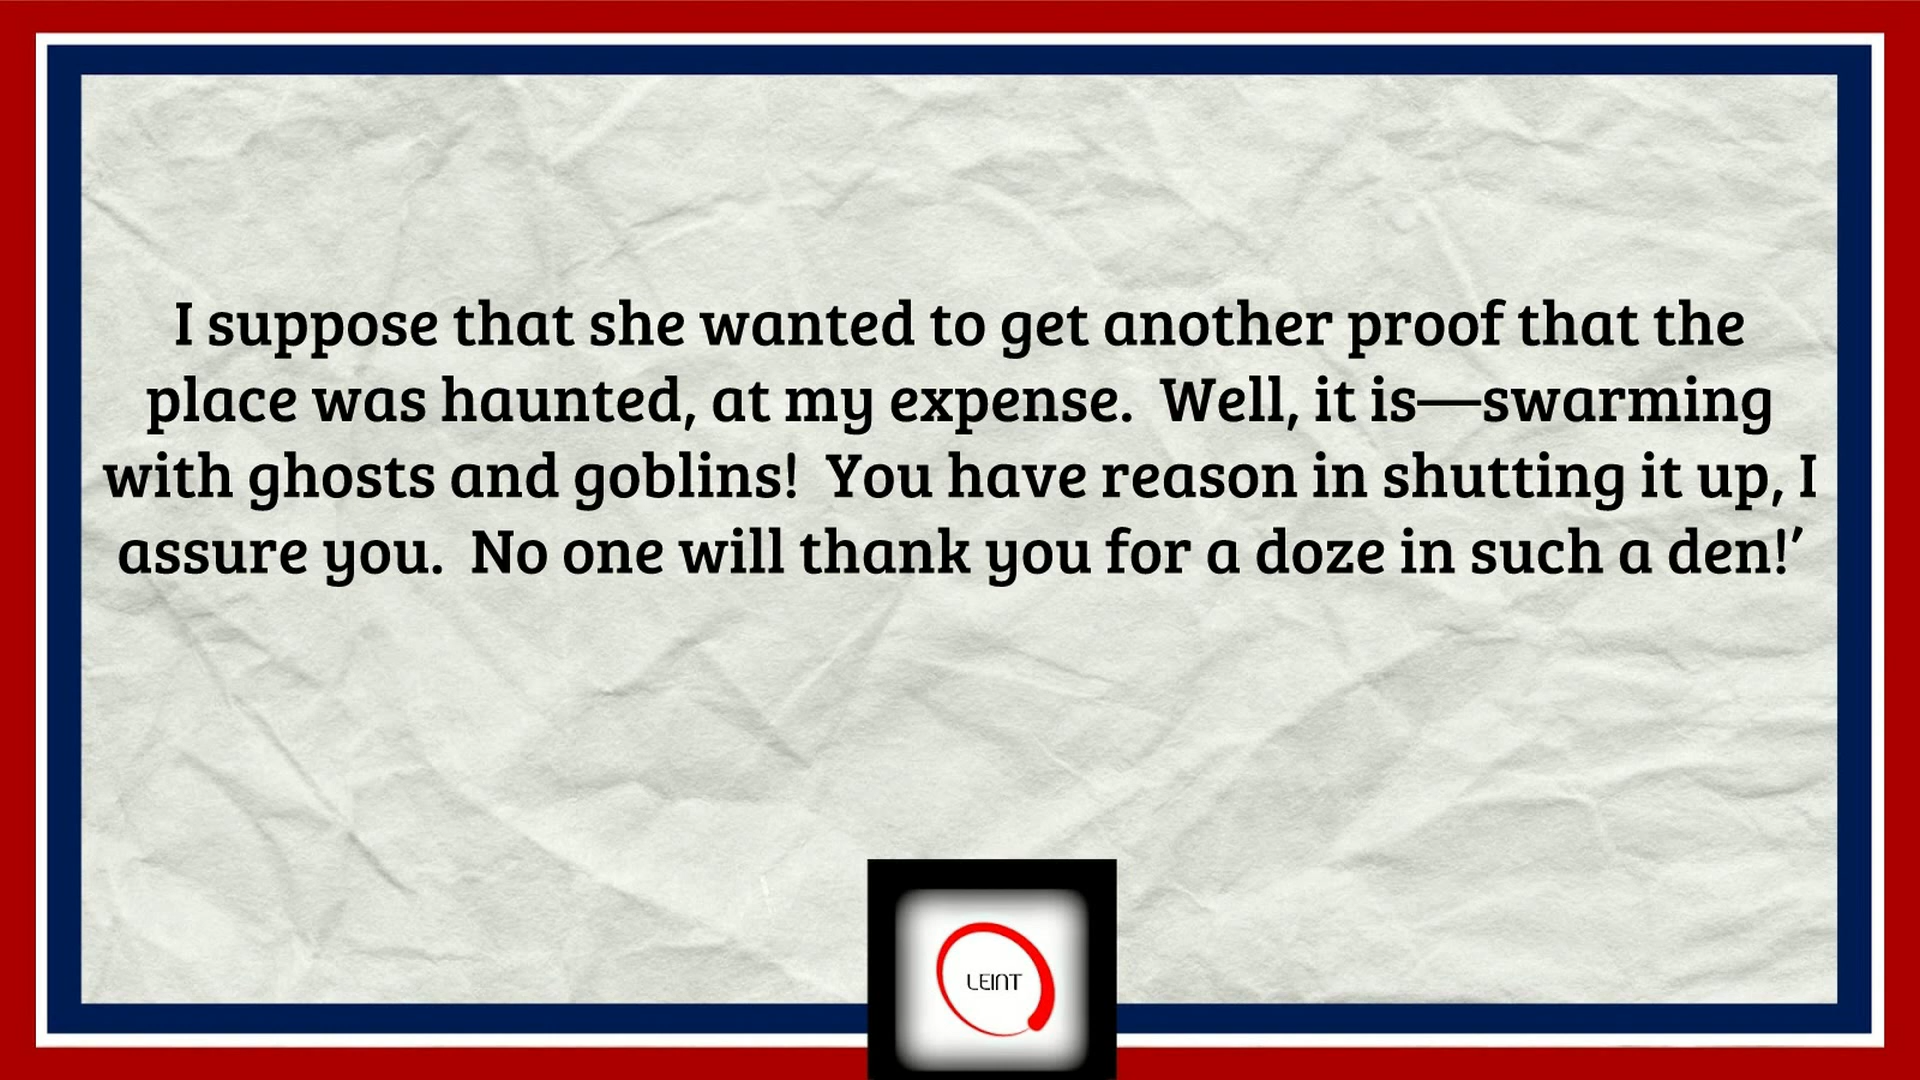 I suppose that she wanted to get another proof that the
place was haunted, at my expense.  Well, it is—swarming
with ghosts and goblins!  You have reason in shutting it up, I
assure you.  No one will thank you for a doze in such a den!’
LEINT